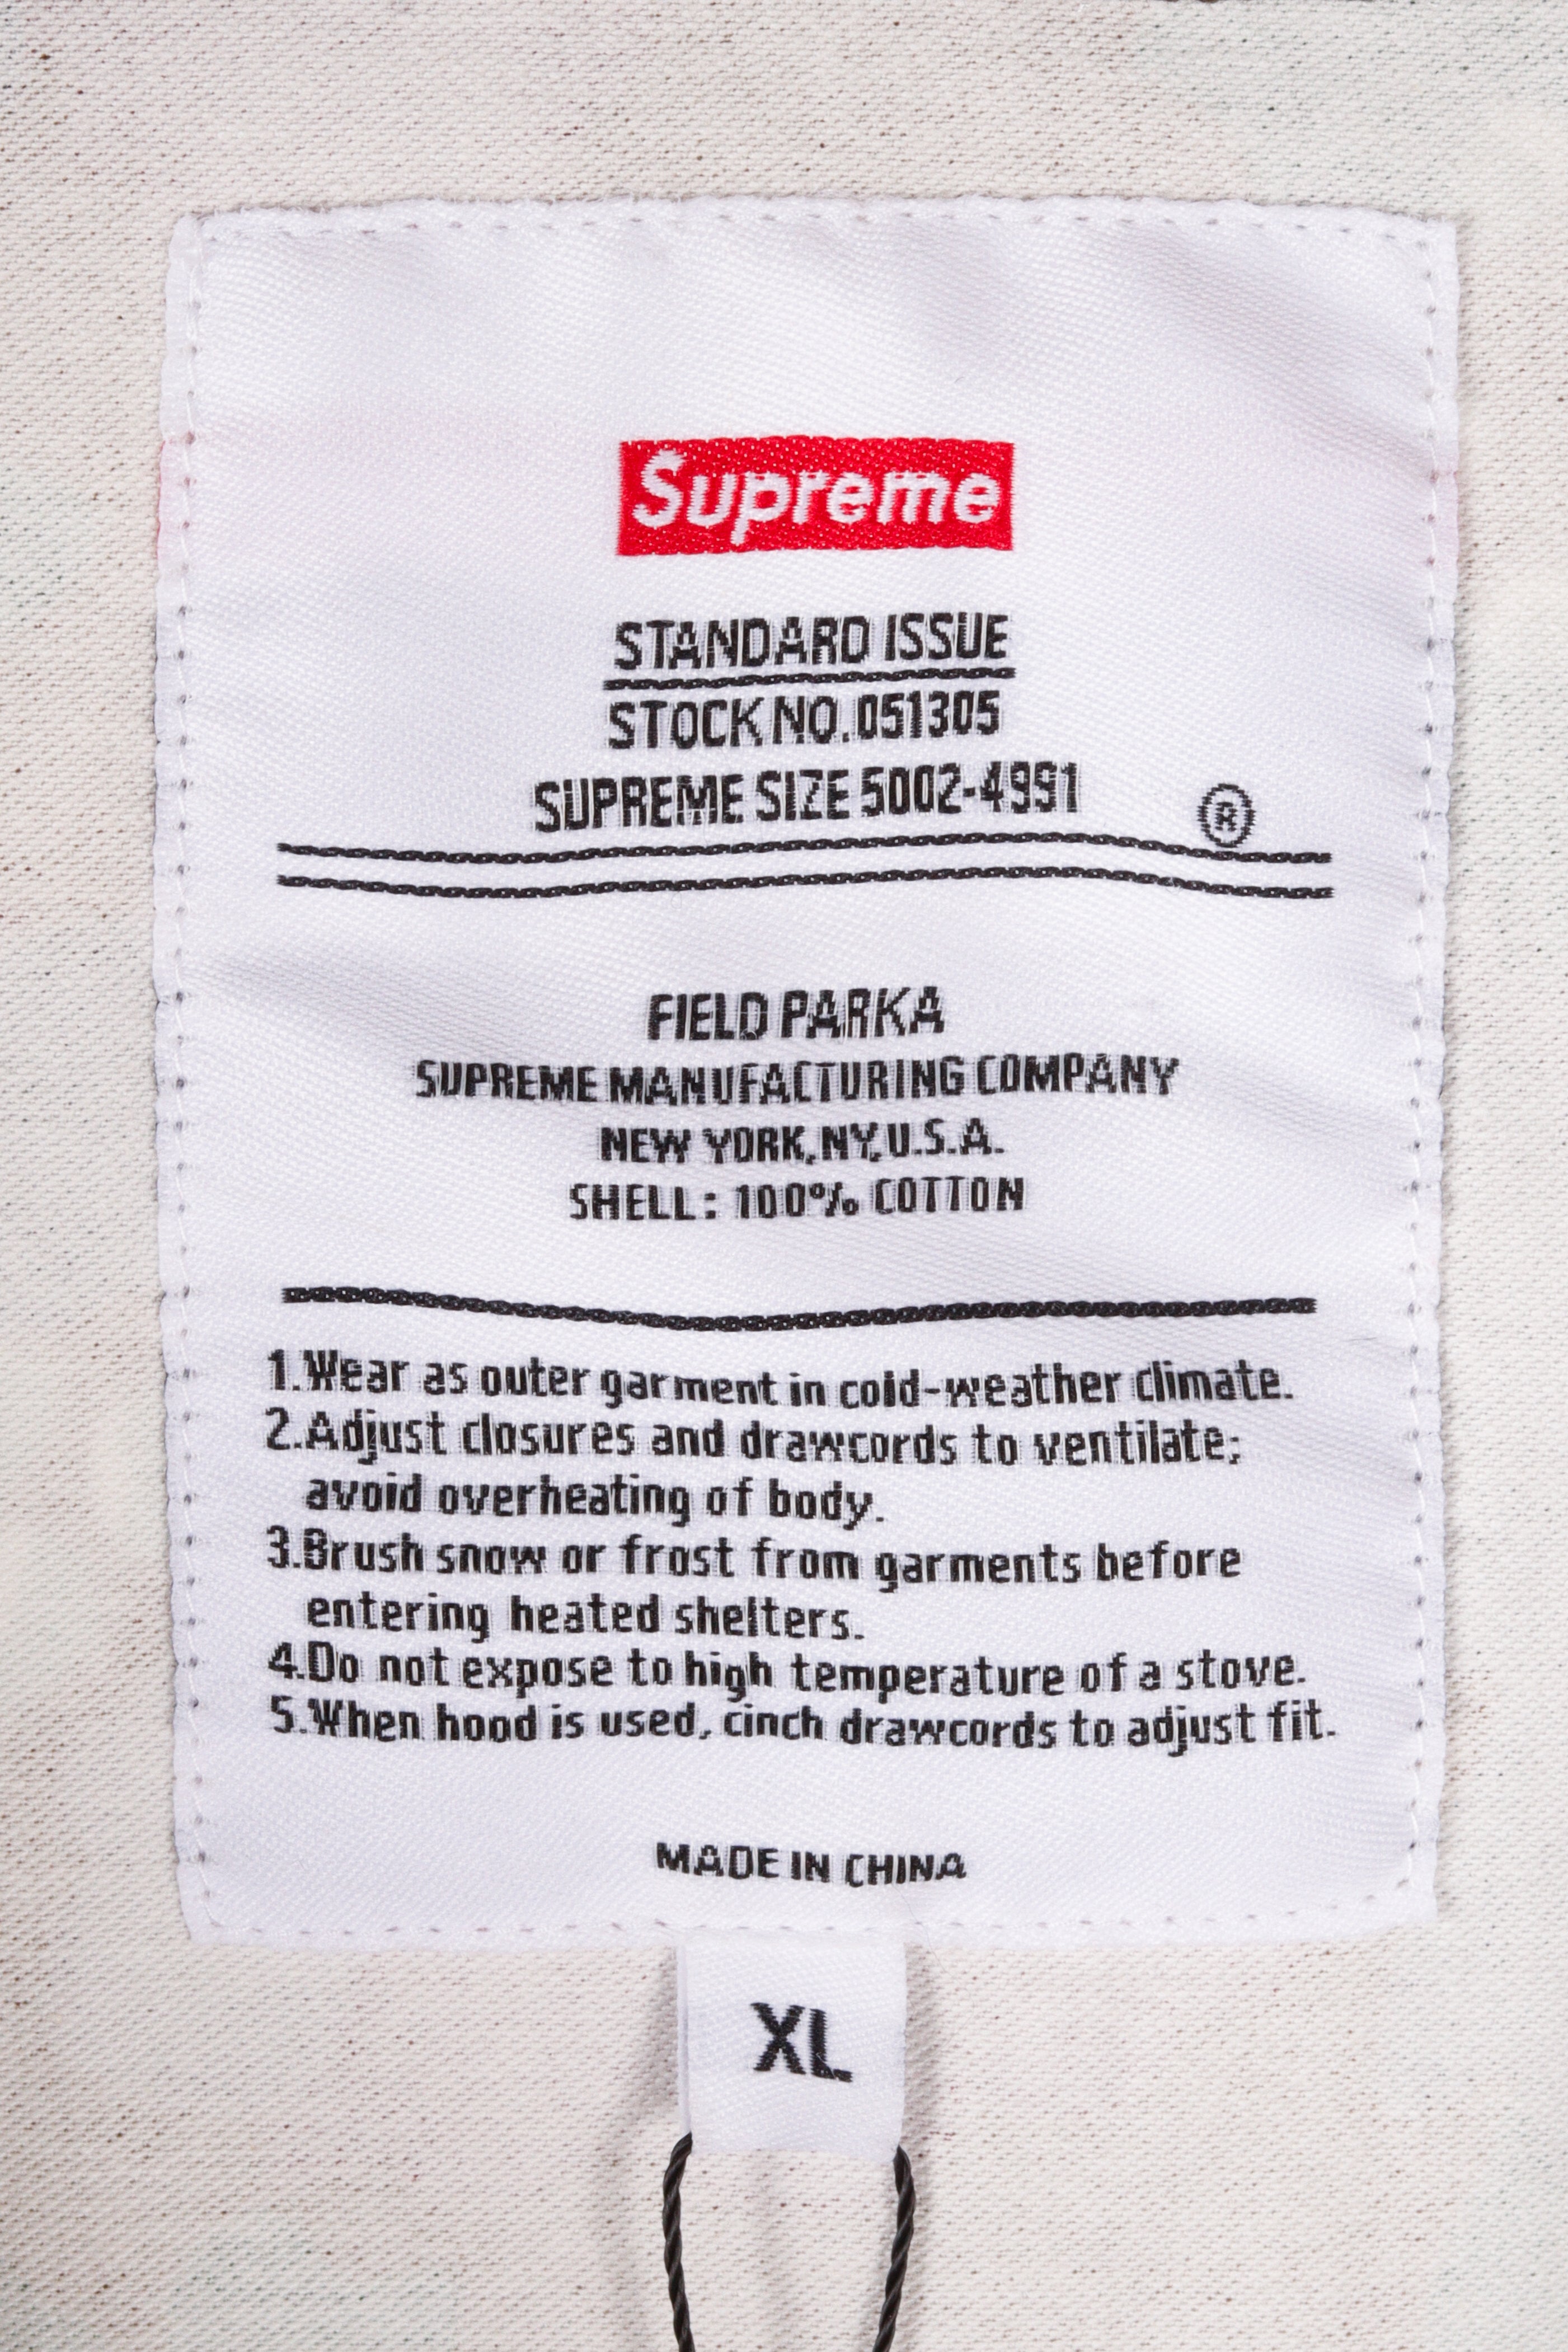 Supreme
STANDARD ISSUE
STOCK NO.051305
SUPREME SIZE 5002-4991
®
FIELD PARKA
SUPREME MANUFACTURING COMPANY
NEW YORK,NY,U.S.A.
SHELL: 100% COTTON
1.Wear as outer garment in cold-weather climate.
2.Adjust closures and drawcords to ventilate;
avoid overheating of body.
3.Brush snow or frost from garments before
entering heated shelters.
4.Do not expose to high temperature of a stove.
5.When hood is used, cinch drawcords to adjust fit.
MADE IN CHINA
XL